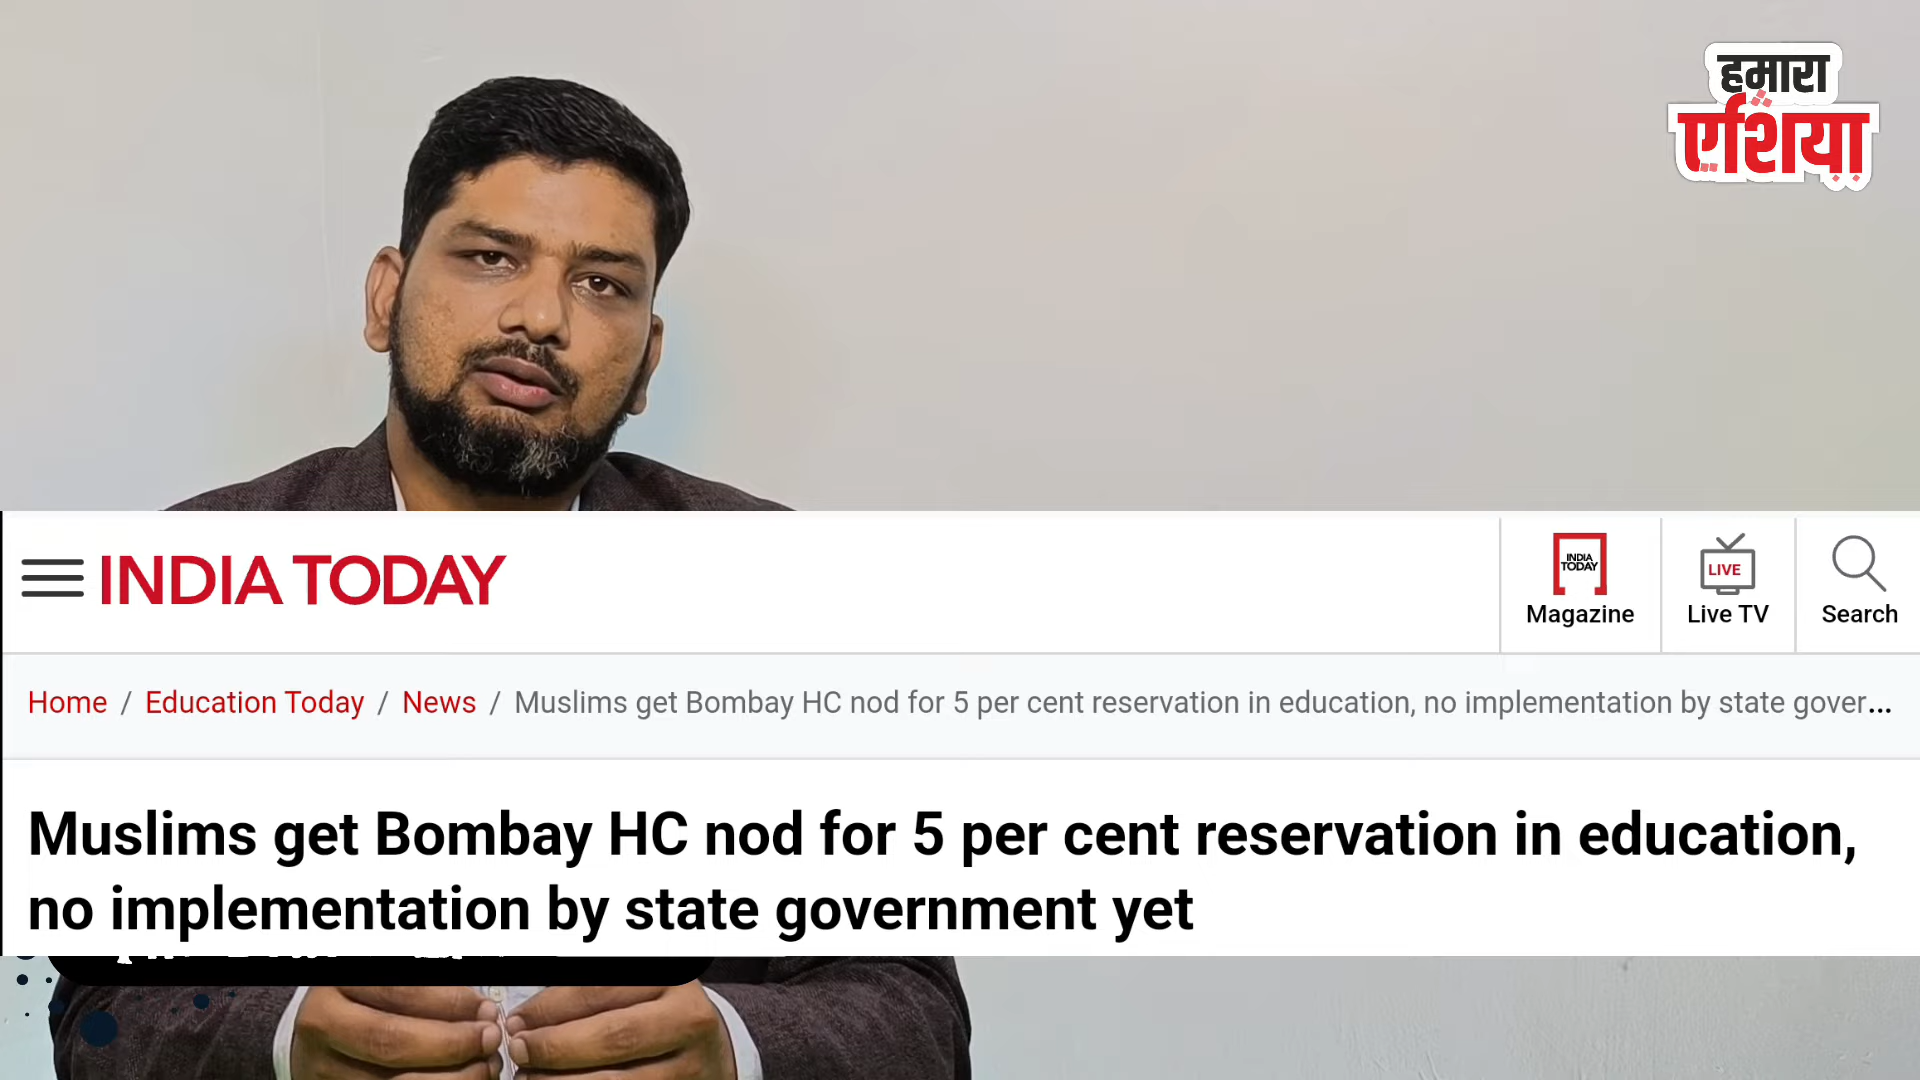 हमारा
एशिया
INDIA TODAY
INDIA
TODAY
Magazine
LIVE
Live TV
Search
Home / Education Today / News / Muslims get Bombay HC nod for 5 per cent reservation in education, no implementation by state gover...
Muslims get Bombay HC nod for 5 per cent reservation in education,
no implementation by state government yet